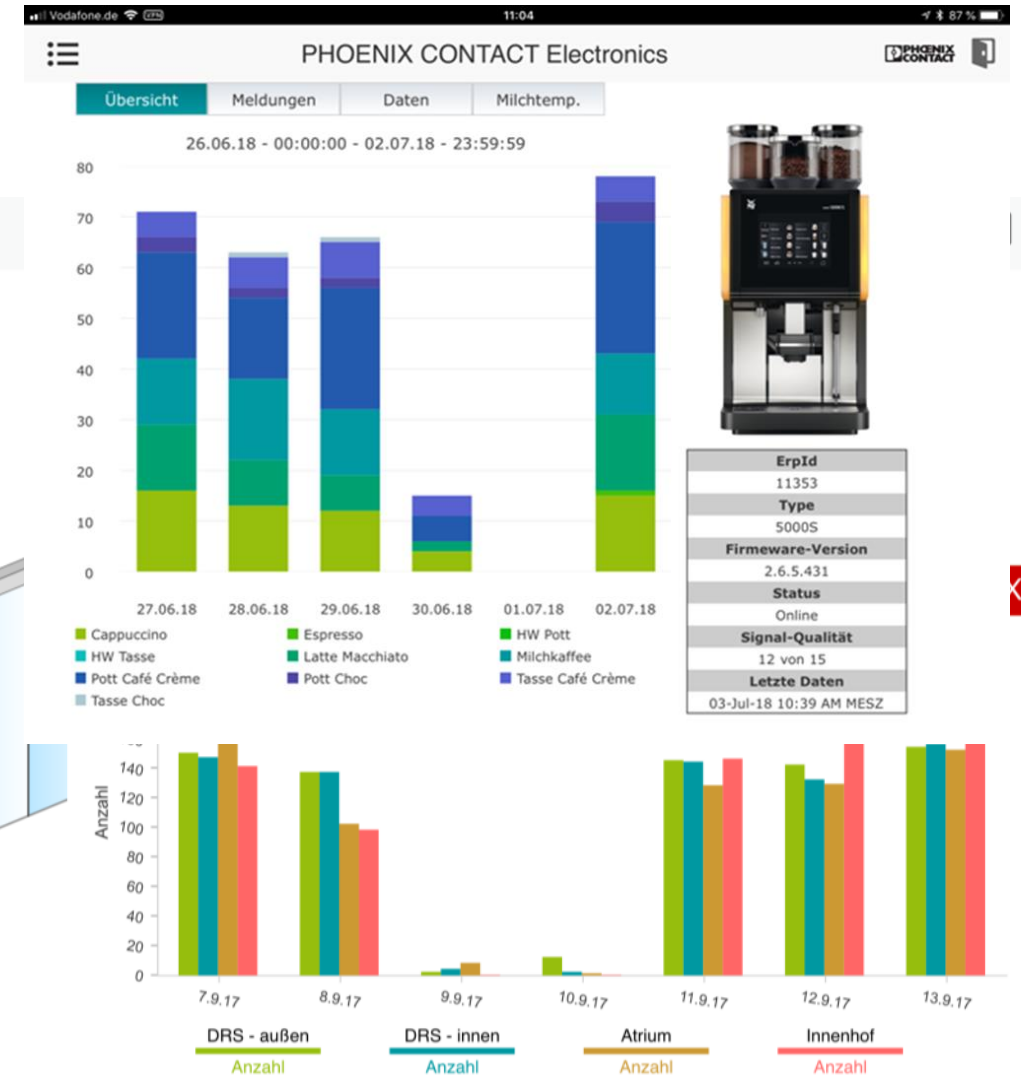 Vodafone.de VPN 11:04 87 %
PHOENIX CONTACT Electronics
PHOENIX
CONTACT
Übersicht Meldungen Daten Milchtemp.
26.06.18 - 00:00:00 - 02.07.18 - 23:59:59
80
70
60
50
40
30
20
10
0
27.06.18 28.06.18 29.06.18 30.06.18 01.07.18 02.07.18
Cappuccino Espresso HW Pott
HW Tasse Latte Macchiato Milchkaffee
Pott Café Crème Pott Choc Tasse Café Crème
Tasse Choc
ErpId
11353
Type
5000S
Firmeware-Version
2.6.5.431
Status
Online
Signal-Qualität
12 von 15
Letzte Daten
03-Jul-18 10:39 AM MESZ
X
Anzahl
140
120
100
80
60
40
20
0
7.9.17 8.9.17 9.9.17 10.9.17 11.9.17 12.9.17 13.9.17
DRS - außen DRS - innen Atrium Innenhof
Anzahl Anzahl Anzahl Anzahl